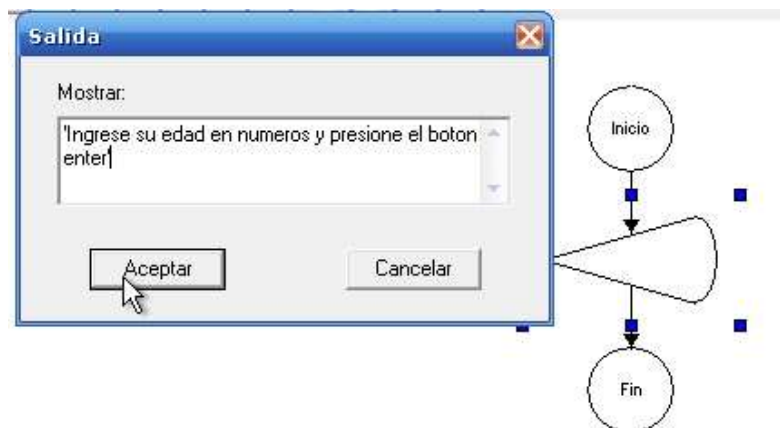 Salida
Mostrar:
'Ingrese su edad en numeros y presione el boton
enter'
Aceptar
Cancelar
Inicio
Fin